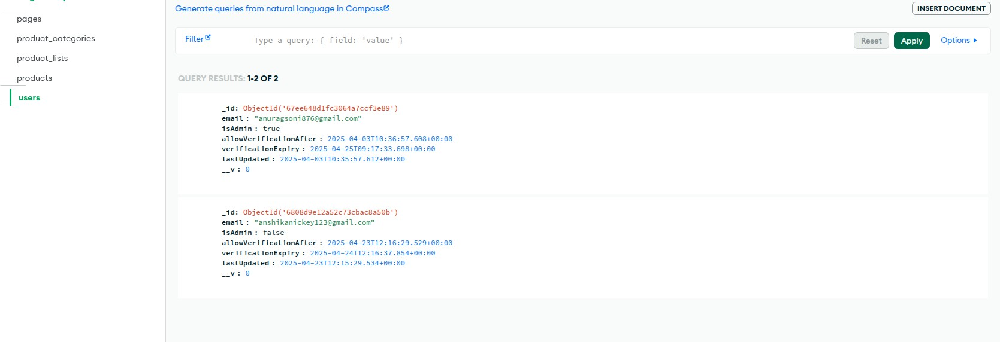 pages
product_categories
product_lists
products
users
Generate queries from natural language in Compass
INSERT DOCUMENT
Filter
Type a query: { field: 'value' }
Reset
Apply
Options
QUERY RESULTS: 1-2 OF 2
_id: ObjectId('67ee648d1fc3064a7ccf3e89')
email : "anuragsoni876@gmail.com"
isAdmin : true
allowVerificationAfter : 2025-04-03T10:36:57.608+00:00
verificationExpiry : 2025-04-25T09:17:33.698+00:00
lastUpdated : 2025-04-03T10:35:57.612+00:00
__v : 0
_id: ObjectId('6808d9e12a52c73cbac8a50b')
email : "anshikanickey123@gmail.com"
isAdmin : false
allowVerificationAfter : 2025-04-23T12:16:29.529+00:00
verificationExpiry : 2025-04-24T12:16:37.854+00:00
lastUpdated : 2025-04-23T12:15:29.534+00:00
__v : 0